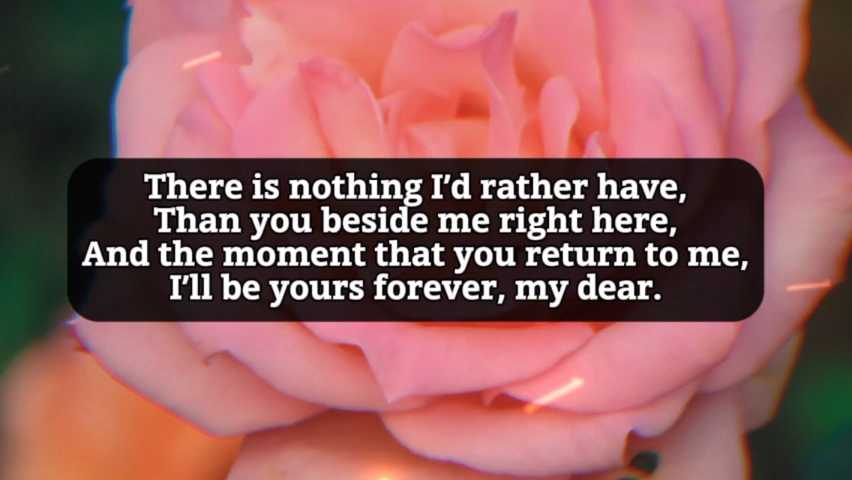 There is nothing I’d rather have,
Than you beside me right here,
And the moment that you return to me,
I’ll be yours forever, my dear.